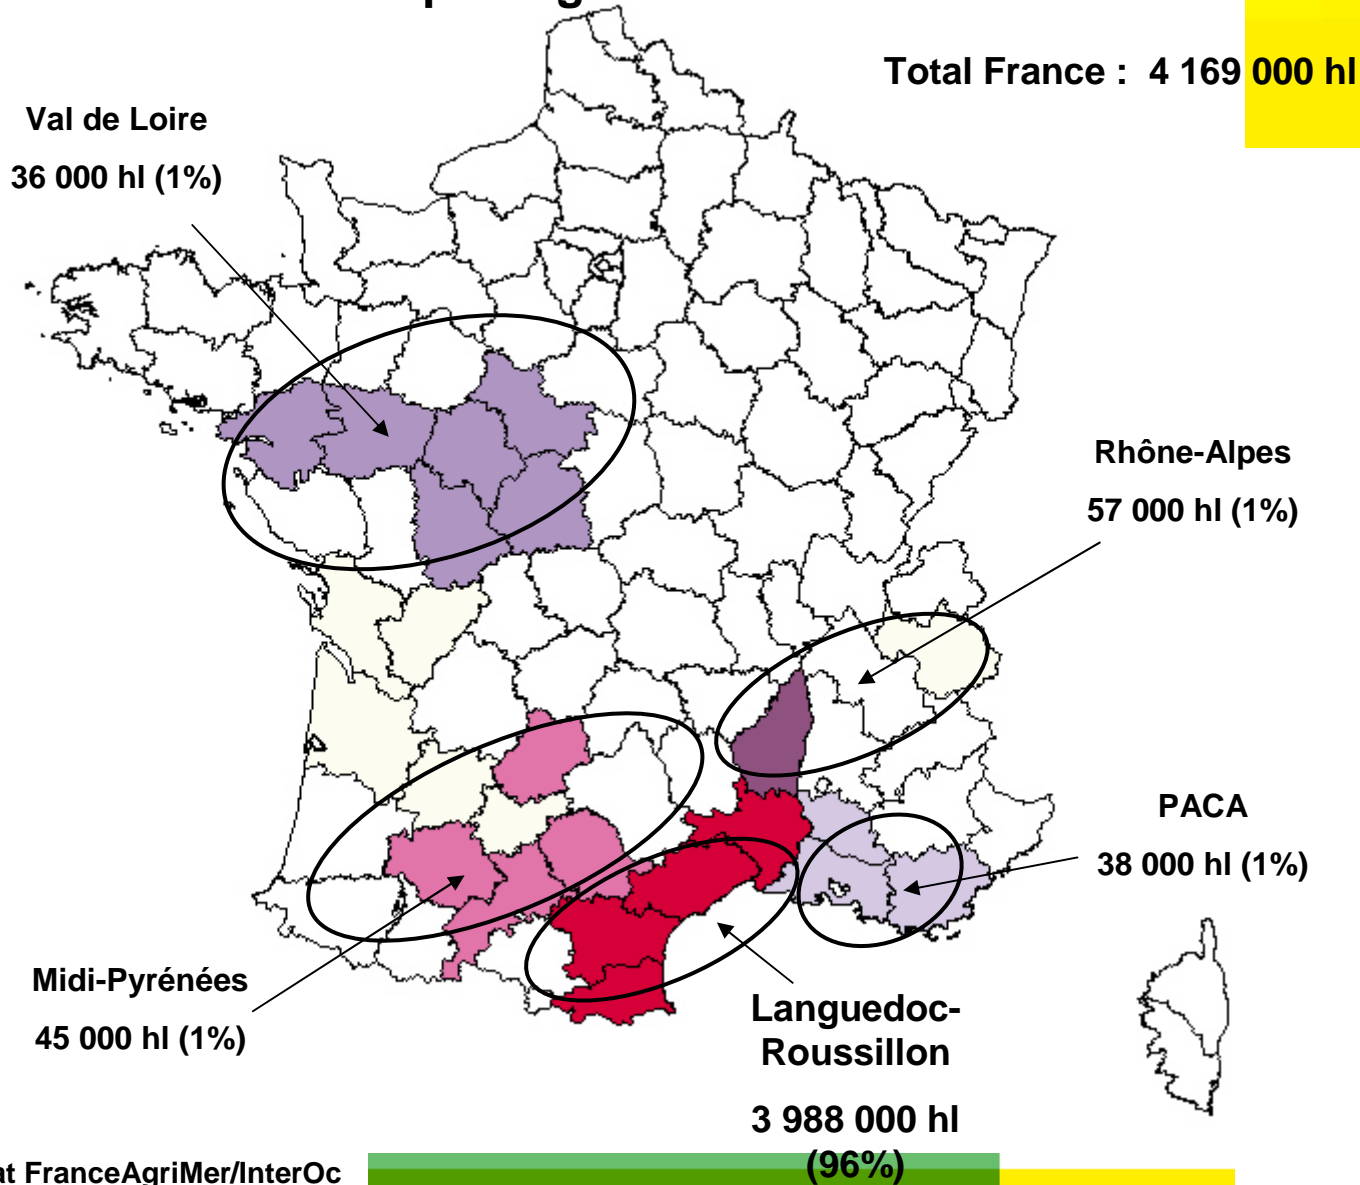 Total France : 4 169 000 hl
Val de Loire
36 000 hl (1%)
Rhône-Alpes
57 000 hl (1%)
PACA
38 000 hl (1%)
Midi-Pyrénées
45 000 hl (1%)
Languedoc-
Roussillon
3 988 000 hl
(96%)
FranceAgriMer/InterOc